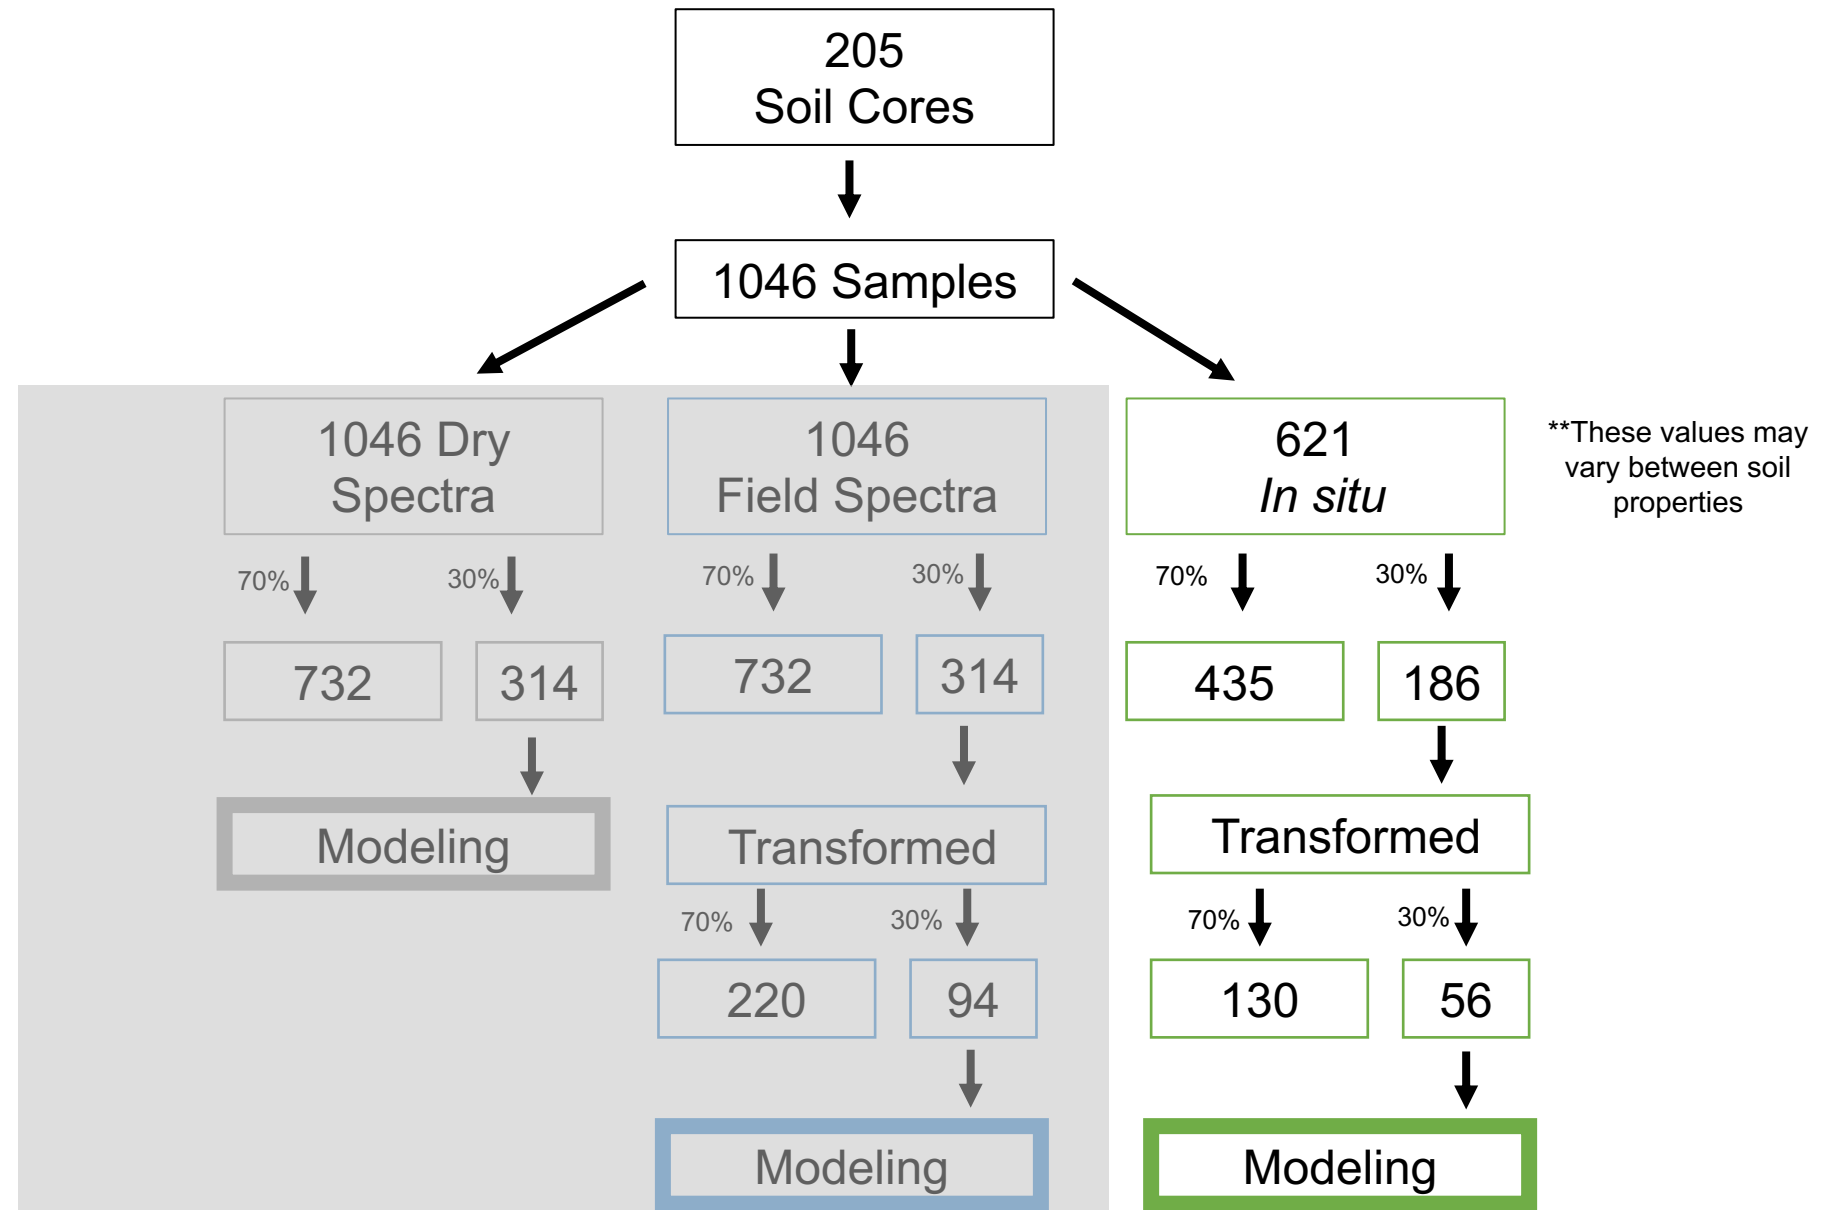 205
Soil Cores
1046 Samples
1046 Dry
Spectra
1046
Field Spectra
621
In situ
**These values may
vary between soil
properties
70%
30%
70%
30%
70%
30%
732
314
732
314
435
186
Modeling
Transformed
Transformed
70%
30%
70%
30%
220
94
130
56
Modeling
Modeling